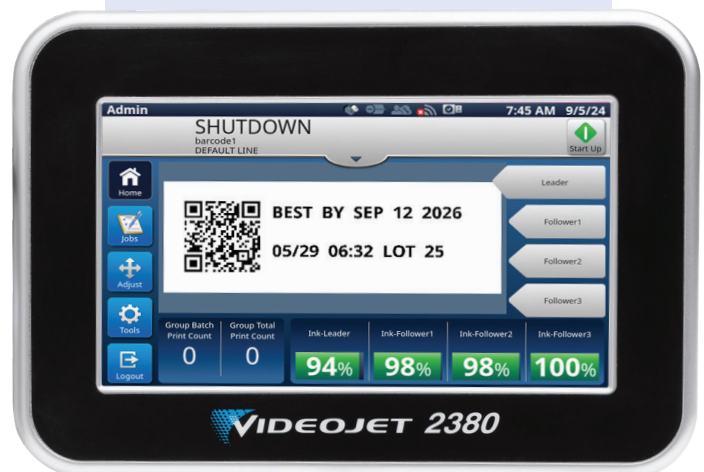 Admin
7:45 AM 9/5/24
SHUTDOWN
barcode1
DEFAULT LINE
Start Up
Home
Jobs
Adjust
Tools
Logout
BEST BY SEP 12 2026
05/29 06:32 LOT 25
Leader
Follower1
Follower2
Follower3
Group Batch
Print Count
0
Group Total
Print Count
0
Ink-Leader
94%
Ink-Follower1
98%
Ink-Follower2
98%
Ink-Follower3
100%
VIDEOJET 2380